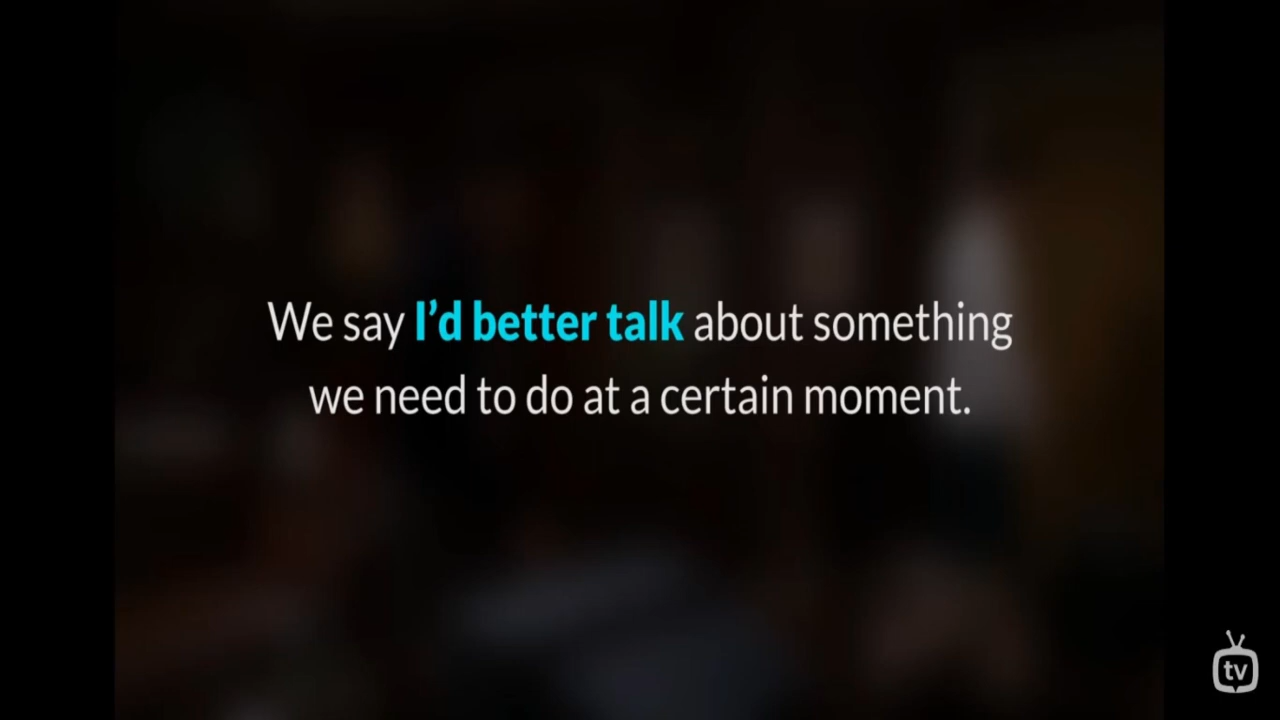 We say I'd better talk about something
we need to do at a certain moment.
tv